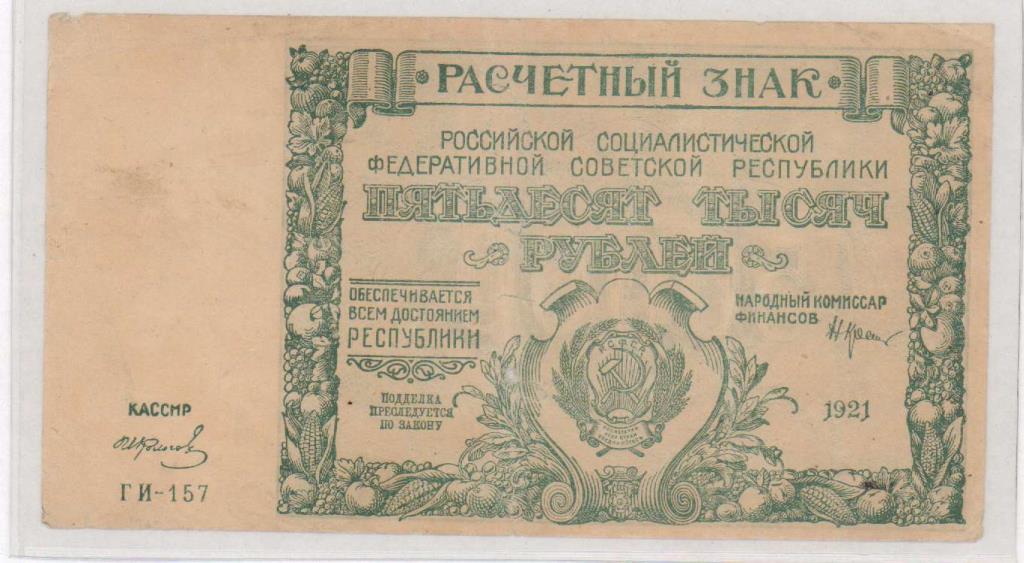 РАСЧЕТНЫЙ ЗНАК
РОССИЙСКОЙ СОЦИАЛИСТИЧЕСКОЙ
ФЕДЕРАТИВНОЙ СОВЕТСКОЙ РЕСПУБЛИКИ
ПЯТЬДЕСЯТ ТЫСЯЧ
РУБЛЕЙ
ОБЕСПЕЧИВАЕТСЯ
ВСЕМ ДОСТОЯНИЕМ
РЕСПУБЛИКИ
НАРОДНЫЙ КОМИССАР
ФИНАНСОВ
ПОДДЕЛКА
ПРЕСЛЕДУЕТСЯ
ПО ЗАКОНУ
1921
КАССИР
ГИ-157